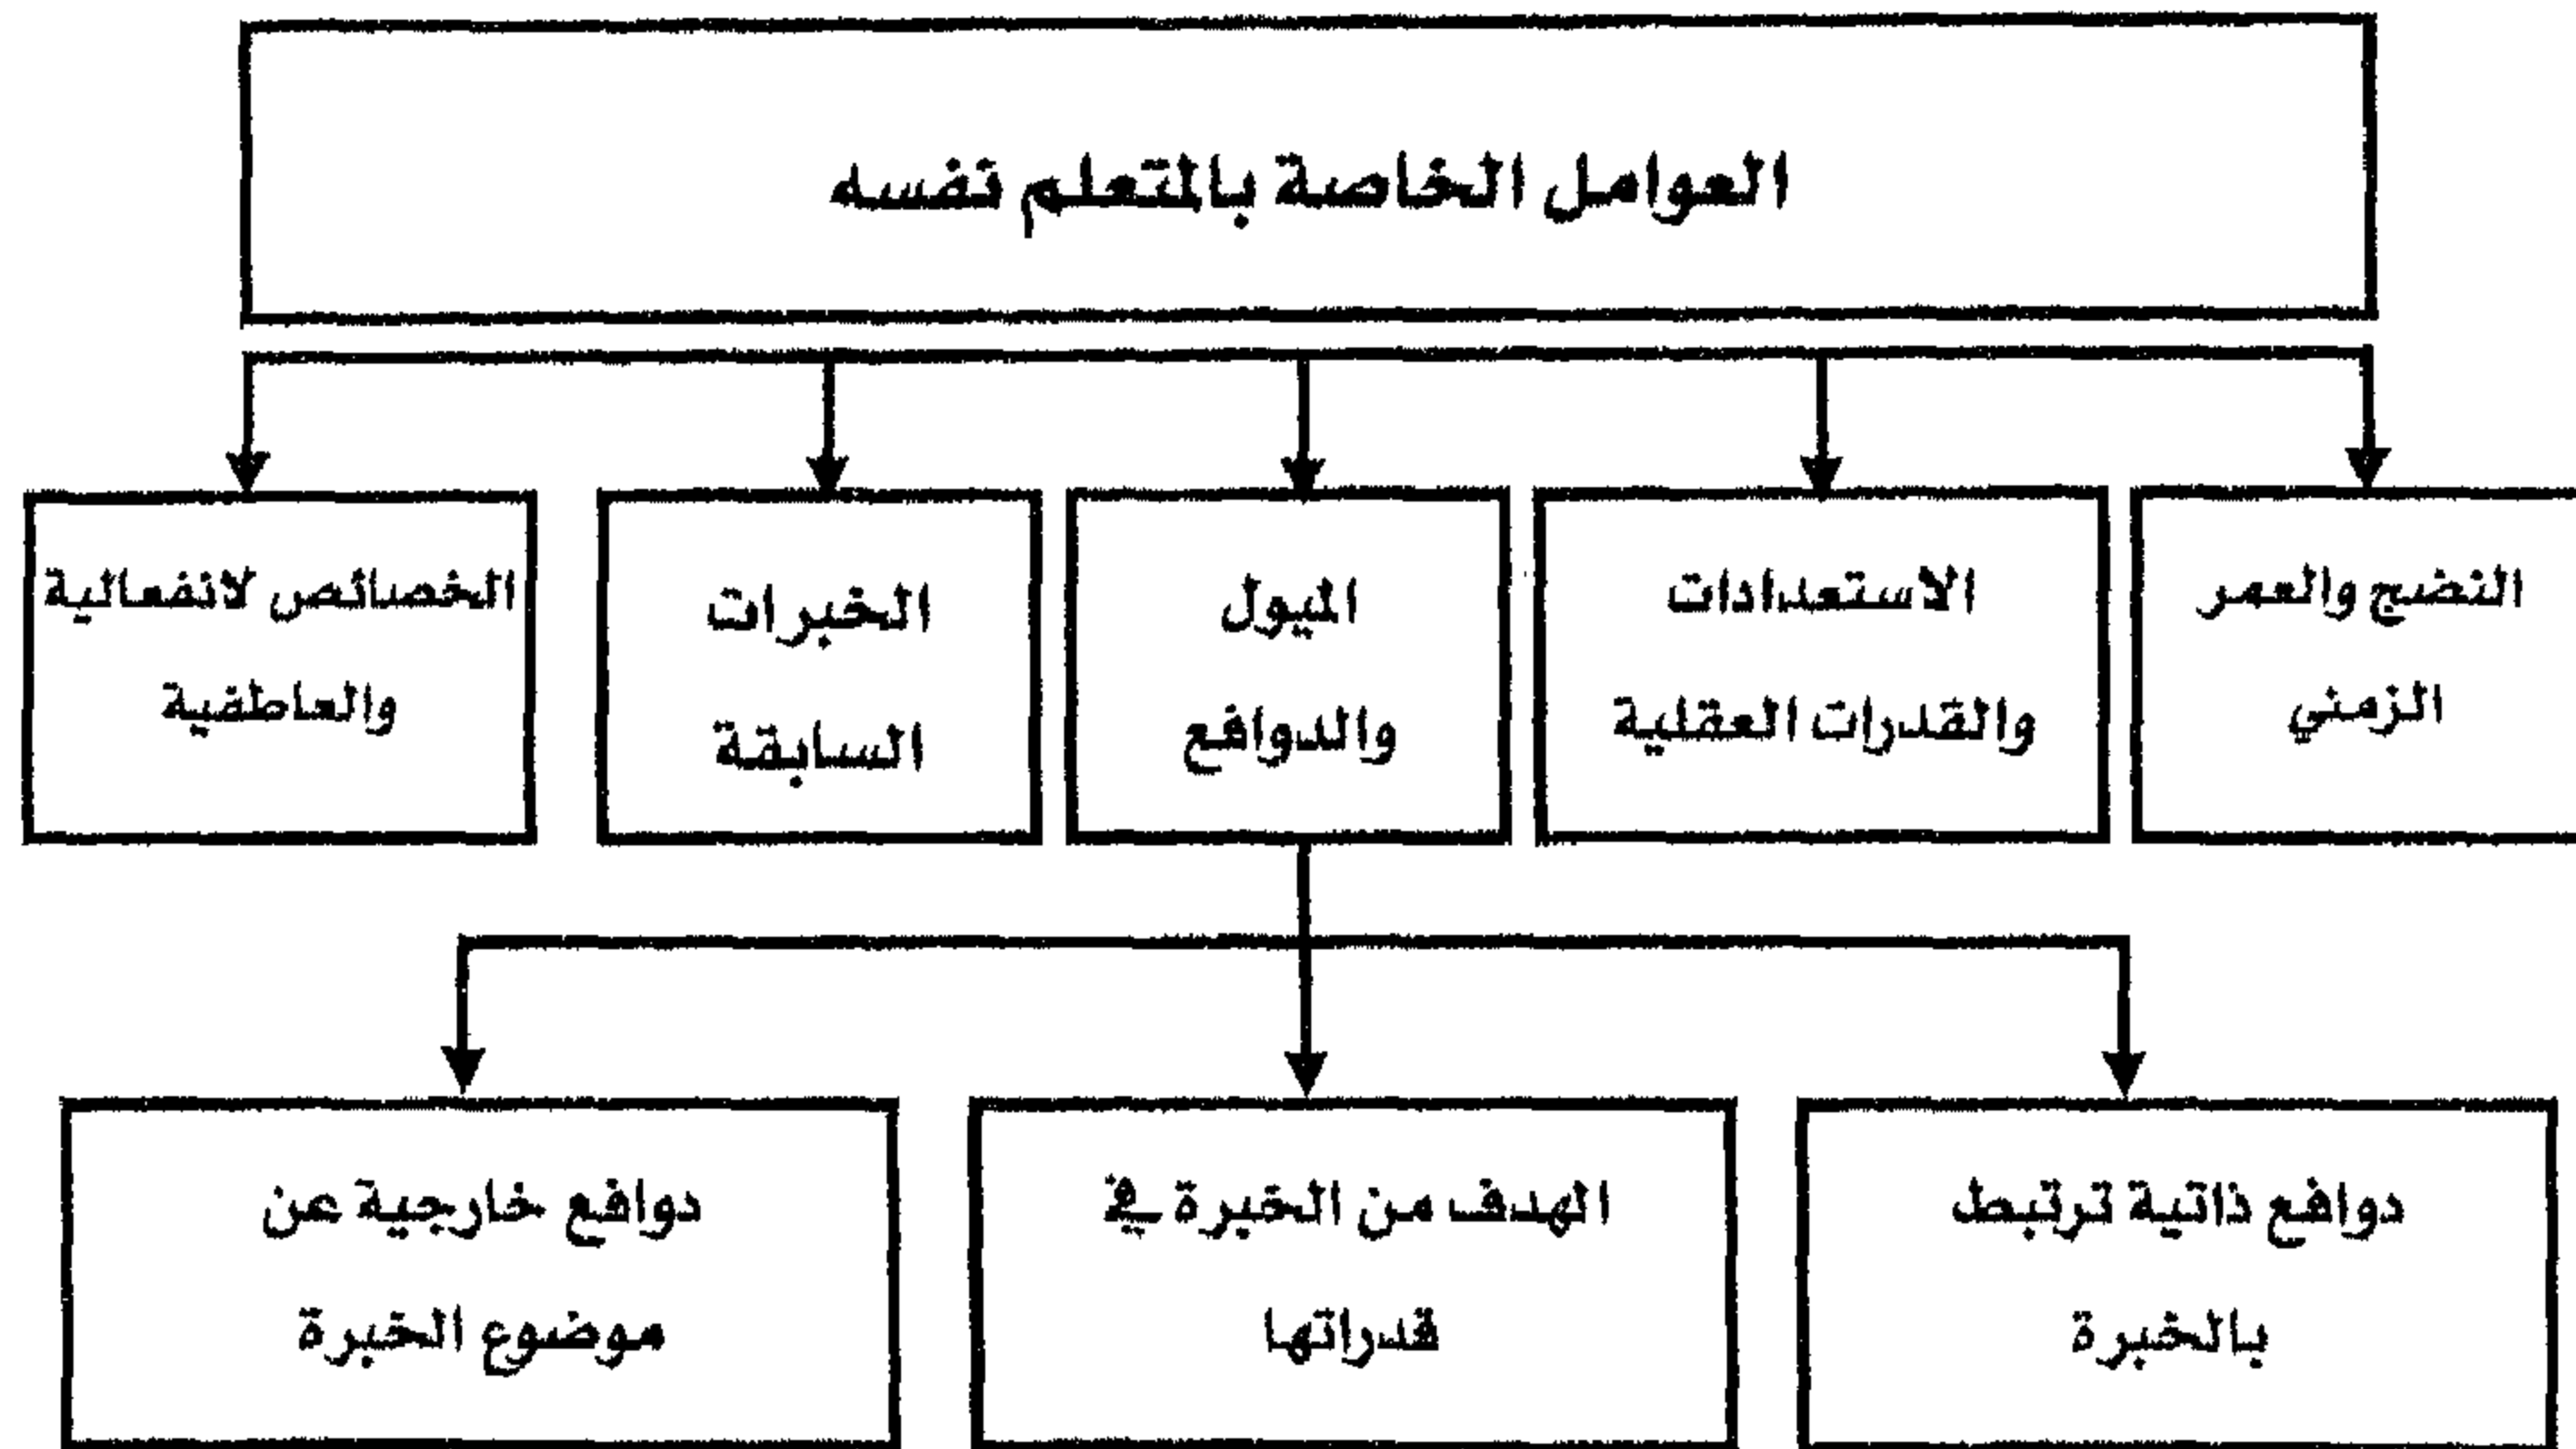 العوامل الخاصة بالمتعلم نفسه
النضج والعمر
الزمني
الاستعدادات
والقدرات العقلية
الميول
والدوافع
الخبرات
السابقة
الخصائص لانفعالية
والعاطفية
دوافع ذاتية ترتبط
بالخبرة
الهدف من الخبرة في
قدراتها
دوافع خارجية عن
موضوع الخبرة